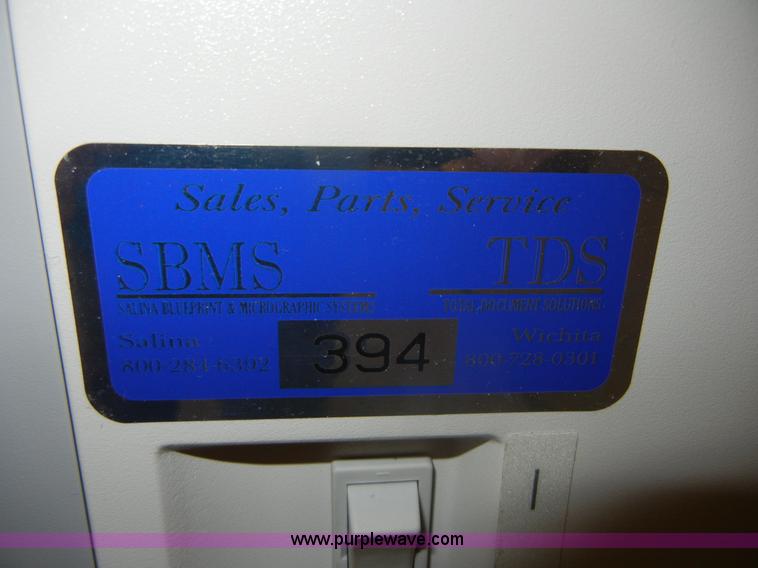 Sales, Parts, Service
SBMS TDS
SALINA BLUEPRINT & MICROGRAPHIC SYSTEMS TOTAL DOCUMENT SOLUTIONS
Salina 394 Wichita
800-284-6392 800-728-0301
www.purplewave.com